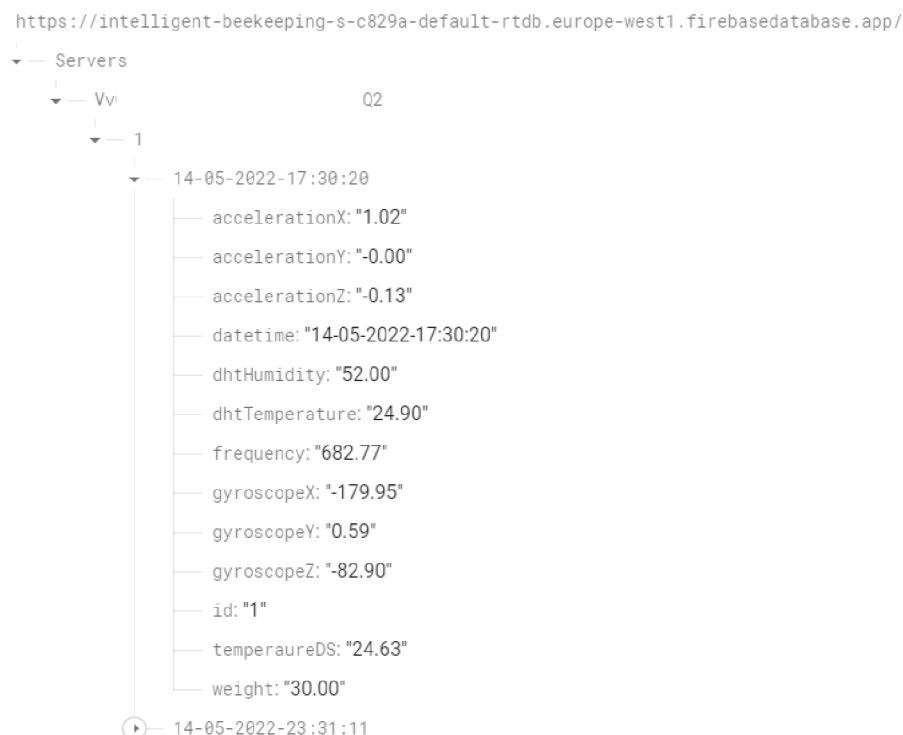 https://intelligent-beekeeping-s-c829a-default-rtdb.europe-west1.firebasedatabase.app/
Servers
Vv Q2
1
14-05-2022-17:30:20
accelerationX: "1.02"
accelerationY: "-0.00"
accelerationZ: "-0.13"
datetime: "14-05-2022-17:30:20"
dhtHumidity: "52.00"
dhtTemperature: "24.90"
frequency: "682.77"
gyroscopeX: "-179.95"
gyroscopeY: "0.59"
gyroscopeZ: "-82.90"
id: "1"
temperaureDS: "24.63"
weight: "30.00"
14-05-2022-23:31:11